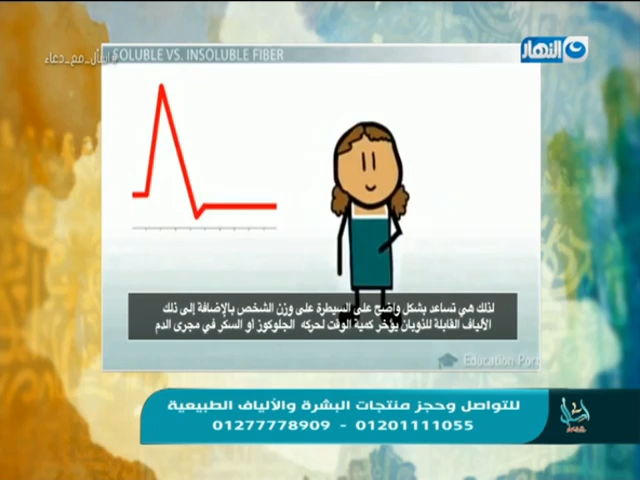 SOLUBLE VS. INSOLUBLE FIBER
النهار
لذلك هي تساعد بشكل واضح على السيطرة على وزن الشخص بالإضافة إلى ذلك
الألياف القابلة للذوبان يؤخر كمية الوقت لحركه الجلوكوز أو السكر في مجرى الدم
Education Por
للتواصل وحجز منتجات البشرة والألياف الطبيعية
01277778909 - 01201111055